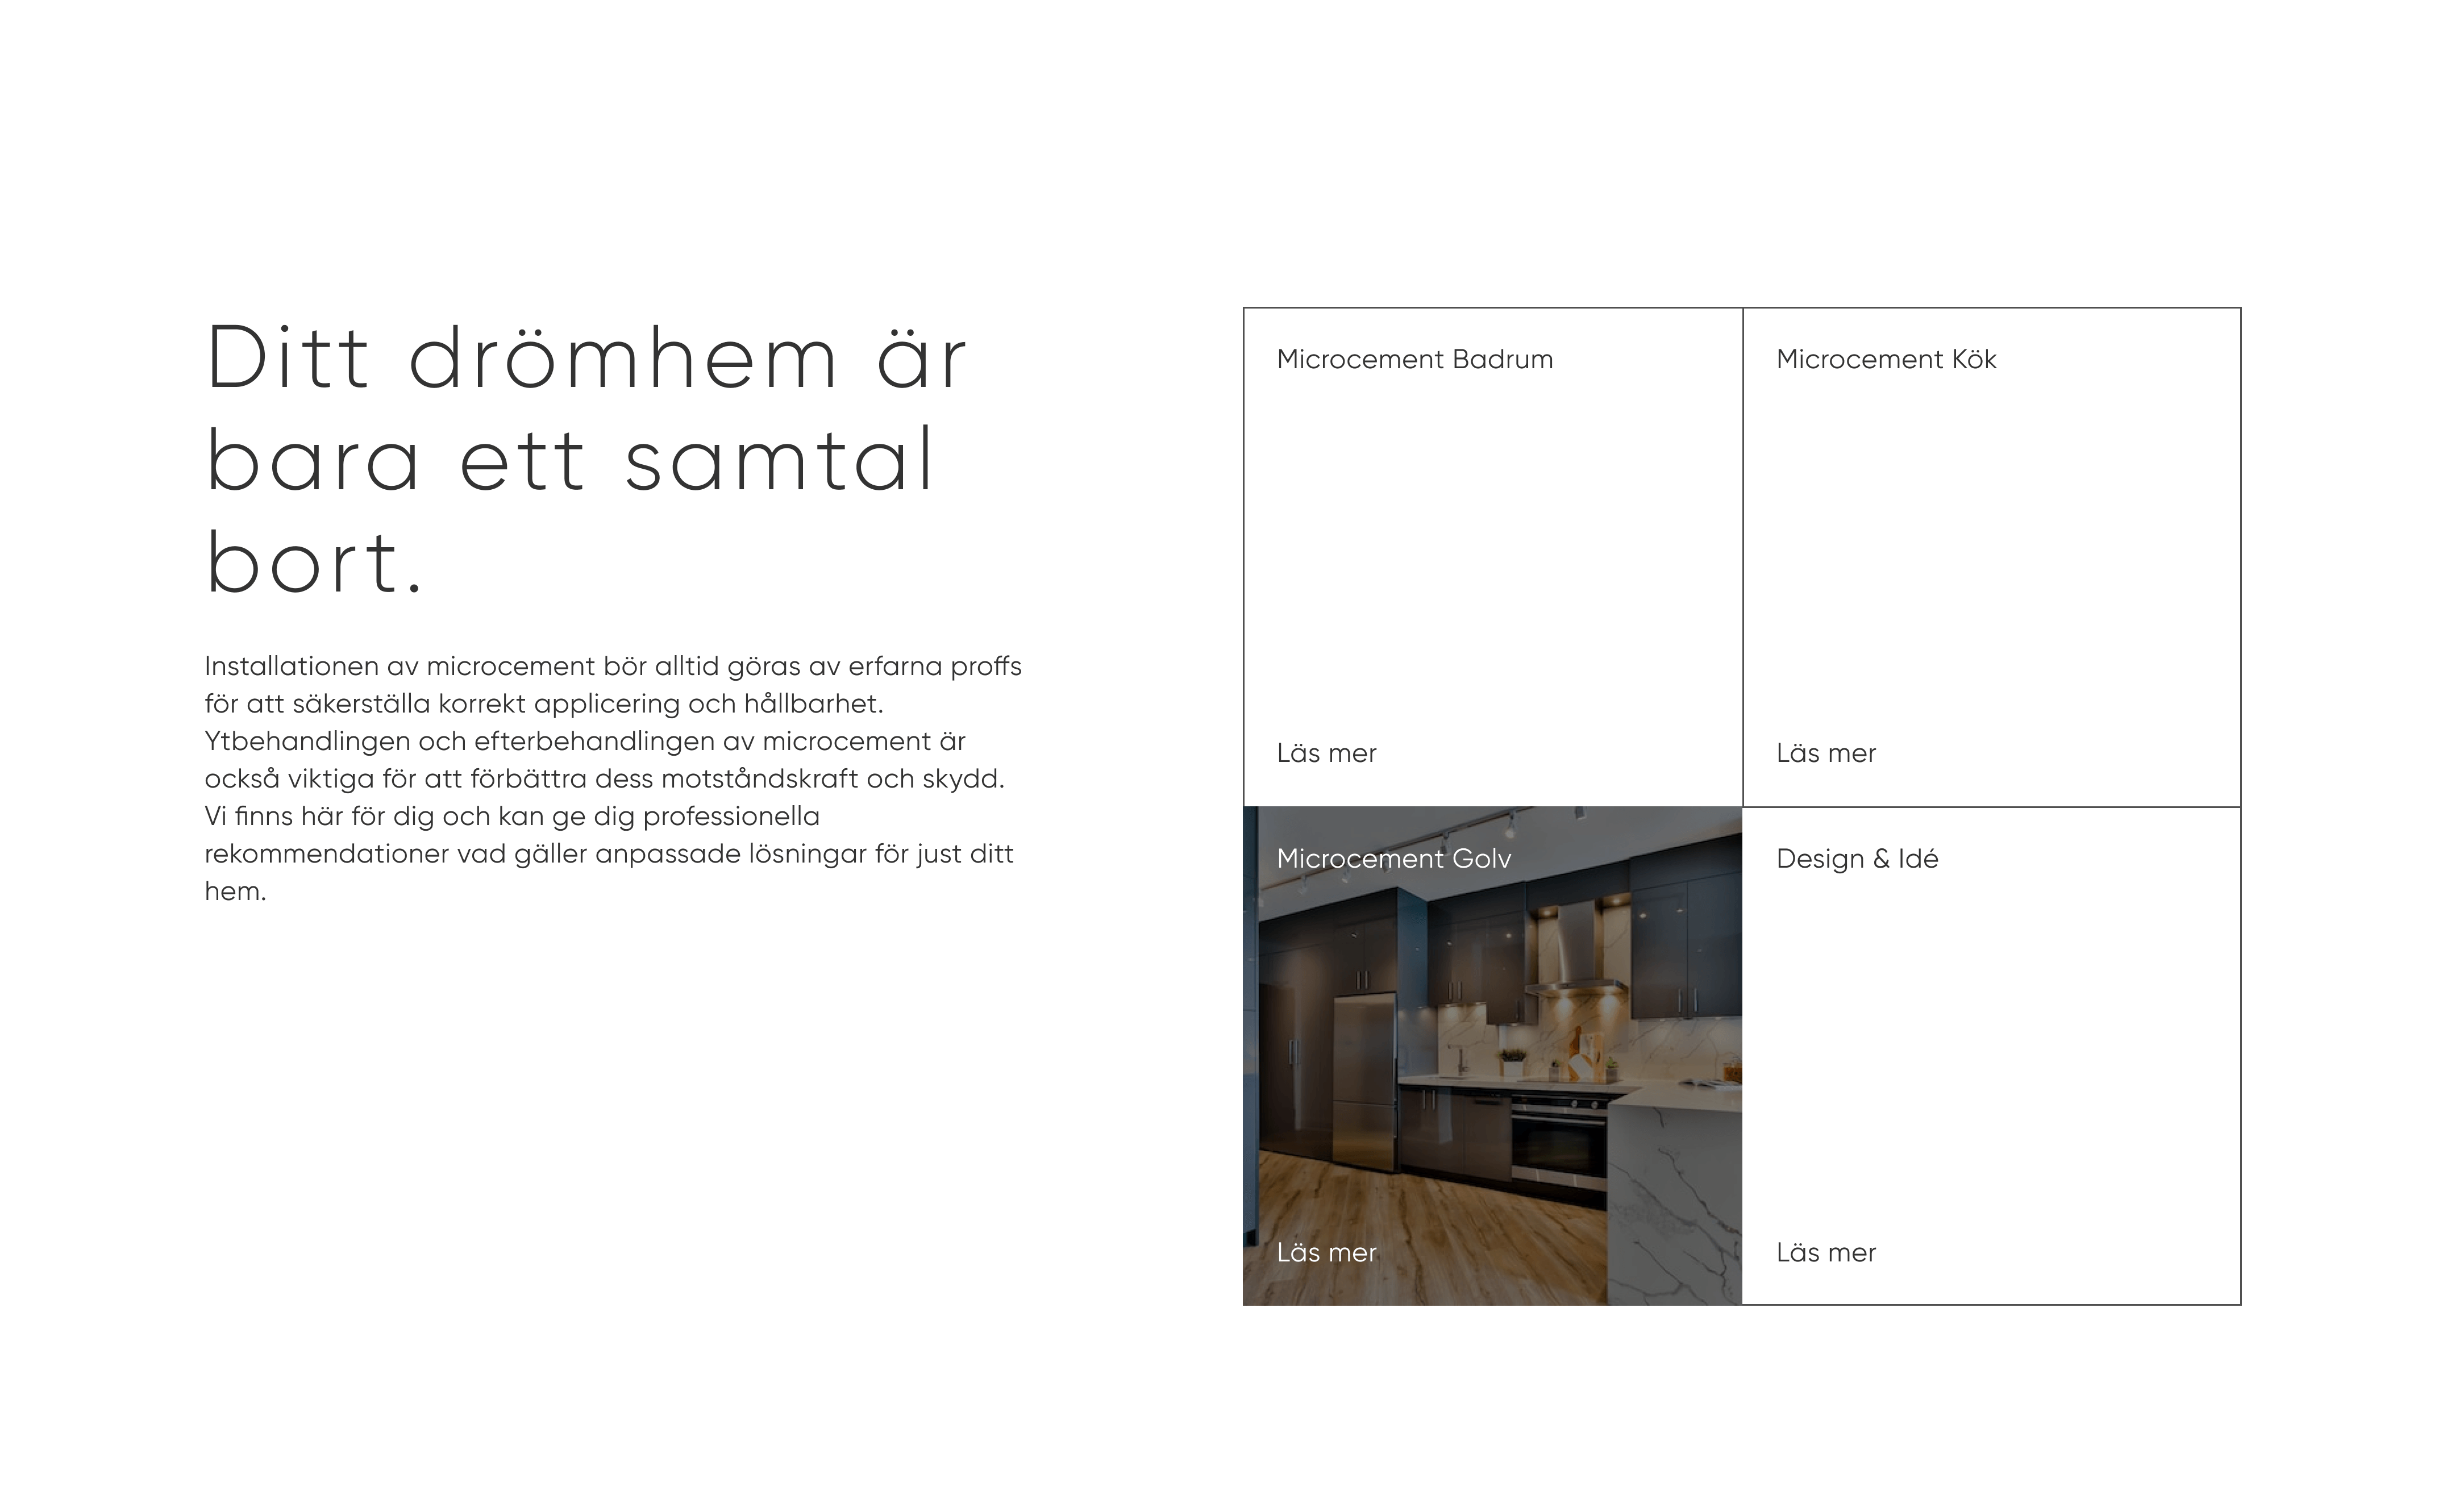 Ditt drömhem är
bara ett samtal
bort.
Installationen av microcement bör alltid göras av erfarna proffs
för att säkerställa korrekt applicering och hållbarhet.
Ytbehandlingen och efterbehandlingen av microcement är
också viktiga för att förbättra dess motståndskraft och skydd.
Vi finns här för dig och kan ge dig professionella
rekommendationer vad gäller anpassade lösningar för just ditt
hem.
Microcement Badrum
Läs mer
Microcement Kök
Läs mer
Microcement Golv
Läs mer
Design & Idé
Läs mer